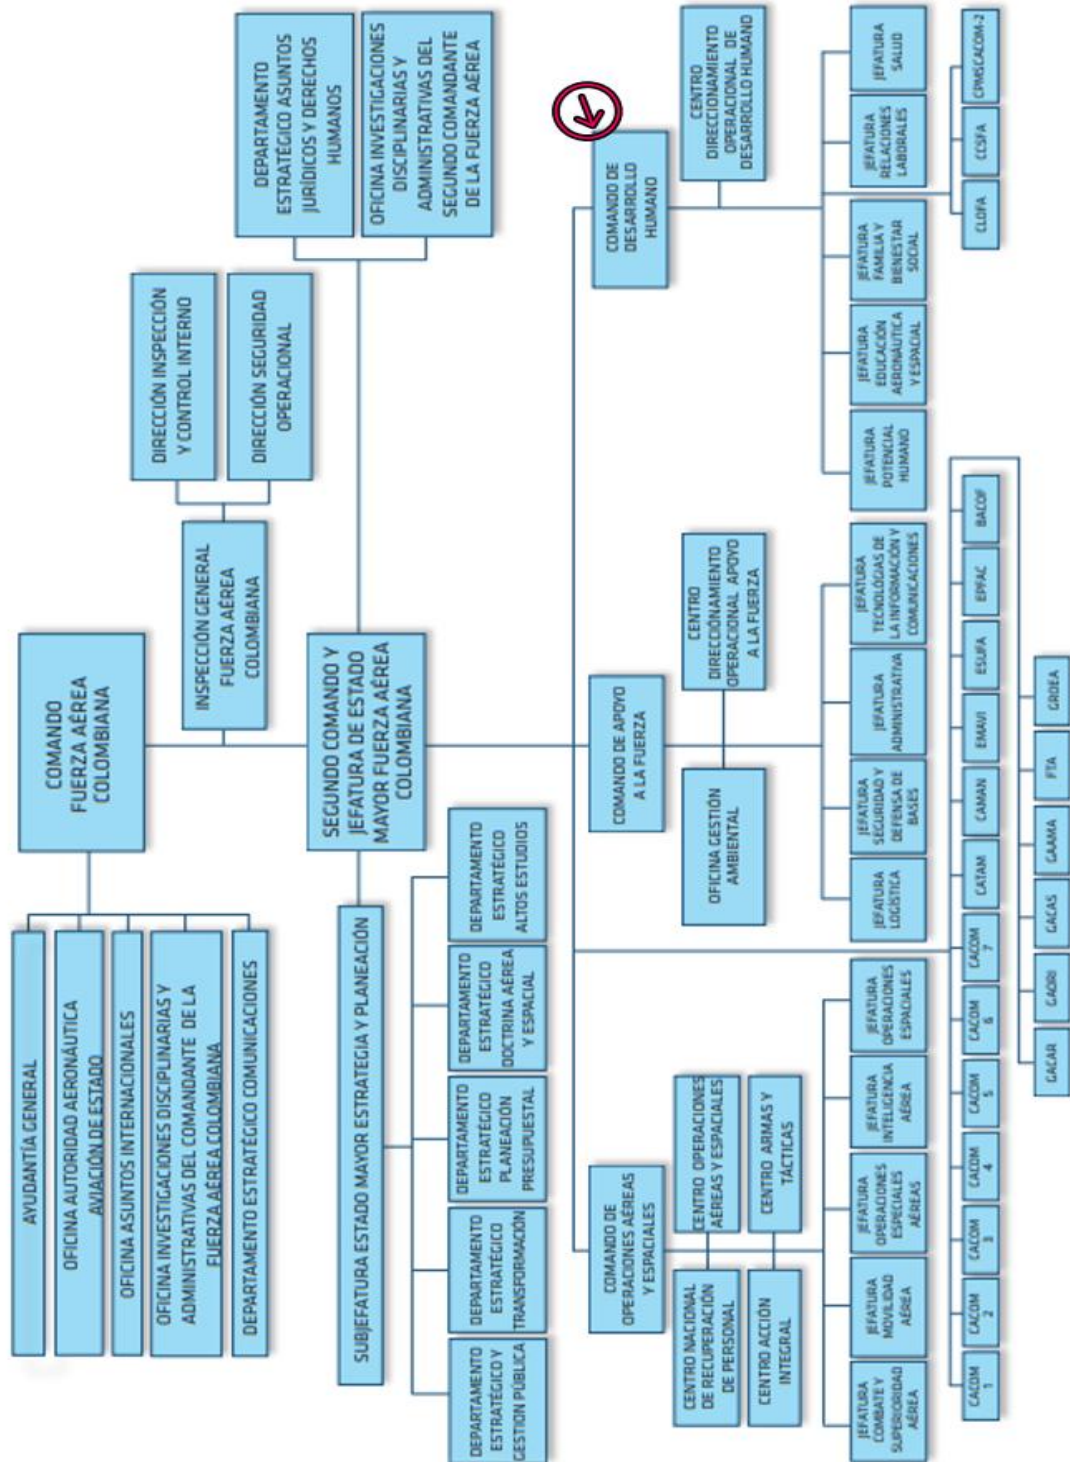 COMANDO
FUERZA AÉREA
COLOMBIANA
AYUDANTÍA GENERAL
OFICINA AUTORIDAD AERONÁUTICA
AVIACIÓN DE ESTADO
OFICINA ASUNTOS INTERNACIONALES
OFICINA INVESTIGACIONES DISCIPLINARIAS Y
ADMINISTRATIVAS DEL COMANDANTE DE LA
FUERZA AÉREA COLOMBIANA
DEPARTAMENTO ESTRATÉGICO COMUNICACIONES
INSPECCIÓN GENERAL
FUERZA AÉREA
COLOMBIANA
DIRECCIÓN INSPECCIÓN
Y CONTROL INTERNO
DIRECCIÓN SEGURIDAD
OPERACIONAL
SEGUNDO COMANDO Y
JEFATURA DE ESTADO
MAYOR FUERZA AÉREA
COLOMBIANA
DEPARTAMENTO
ESTRATÉGICO ASUNTOS
JURÍDICOS Y DERECHOS
HUMANOS
OFICINA INVESTIGACIONES
DISCIPLINARIAS Y
ADMINISTRATIVAS DEL
SEGUNDO COMANDANTE
DE LA FUERZA AÉREA
SUBJEFATURA ESTADO MAYOR ESTRATEGIA Y PLANEACIÓN
DEPARTAMENTO
ESTRATÉGICO Y
GESTION PÚBLICA
DEPARTAMENTO
ESTRATÉGICO
TRANSFORMACIÓN
DEPARTAMENTO
ESTRATÉGICO
PLANEACIÓN
PRESUPUESTAL
DEPARTAMENTO
ESTRATÉGICO
DOCTRINA AÉREA
Y ESPACIAL
DEPARTAMENTO
ESTRATÉGICO
ALTOS ESTUDIOS
COMANDO DE
OPERACIONES AÉREAS
Y ESPACIALES
CENTRO NACIONAL
DE RECUPERACIÓN
DE PERSONAL
CENTRO OPERACIONES
AÉREAS Y ESPACIALES
CENTRO ACCIÓN
INTEGRAL
CENTRO ARMAS Y
TÁCTICAS
JEFATURA
COMBATE Y
SUPERIORIDAD
AÉREA
JEFATURA
MOVILIDAD
AÉREA
JEFATURA
OPERACIONES
ESPECIALES
AÉREAS
JEFATURA
INTELIGENCIA
AÉREA
JEFATURA
OPERACIONES
ESPACIALES
COMANDO DE APOYO
A LA FUERZA
OFICINA GESTIÓN
AMBIENTAL
CENTRO
DIRECCIÓNAMIENTO
OPERACIONAL APOYO
A LA FUERZA
JEFATURA
LOGÍSTICA
JEFATURA
SEGURIDAD Y
DEFENSA DE
BASES
JEFATURA
ADMINISTRATIVA
JEFATURA
TECNOLÓGIAS DE
LA INFORMACIÓN Y
COMUNICACIONES
COMANDO DE
DESARROLLO
HUMANO
CENTRO
DIRECCIONAMIENTO
OPERACIONAL DE
DESARROLLO HUMANO
JEFATURA
POTENCIAL
HUMANO
JEFATURA
EDUCACIÓN
AERONÁUTICA
Y ESPACIAL
JEFATURA
FAMILIA Y
BIENESTAR
SOCIAL
JEFATURA
RELACIONES
LABORALES
JEFATURA
SALUD
CLOFA
CCSFA
CPMSCACOM-2
CACOM
1
CACOM
2
CACOM
3
CACOM
4
CACOM
5
CACOM
6
CACOM
7
CATAM
CAMAN
EMAVI
ESUFA
EPFAC
BACOF
GACAR
GAORI
GACAS
GAAMA
FTA
GROEA